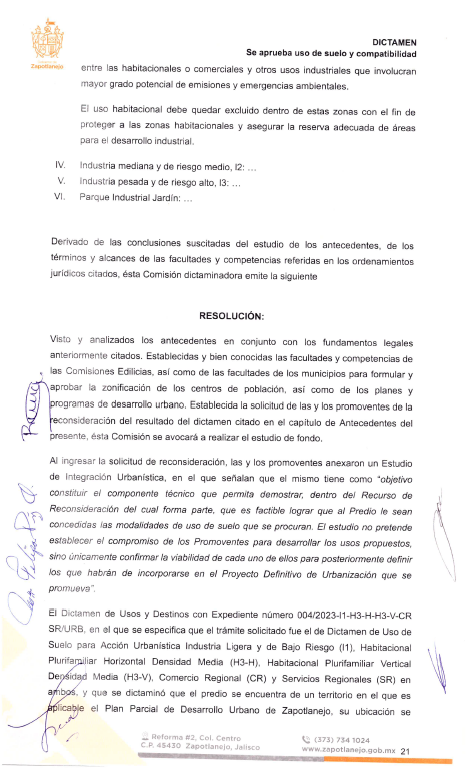 Zapotlanejo
DICTAMEN
Se aprueba uso de suelo y compatibilidad
entre las habitacionales o comerciales y otros usos industriales que involucran
mayor grado potencial de emisiones y emergencias ambientales.
El uso habitacional debe quedar excluido dentro de estas zonas con el fin de
proteger a las zonas habitacionales y asegurar la reserva adecuada de áreas
para el desarrollo industrial.
IV. Industria mediana y de riesgo medio, I2: ...
V. Industria pesada y de riesgo alto, I3: ...
VI. Parque Industrial Jardín: ...
Derivado de las conclusiones suscitadas del estudio de los antecedentes, de los
términos y alcances de las facultades y competencias referidas en los ordenamientos
jurídicos citados, ésta Comisión dictaminadora emite la siguiente
RESOLUCIÓN:
Visto y analizados los antecedentes en conjunto con los fundamentos legales
anteriormente citados. Establecidas y bien conocidas las facultades y competencias de
las Comisiones Edilicias, así como de las facultades de los municipios para formular y
aprobar la zonificación de los centros de población, así como de los planes y
programas de desarrollo urbano. Establecida la solicitud de las y los promoventes de la
reconsideración del resultado del dictamen citado en el capítulo de Antecedentes del
presente, ésta Comisión se avocará a realizar el estudio de fondo.
Al ingresar la solicitud de reconsideración, las y los promoventes anexaron un Estudio
de Integración Urbanística, en el que señalan que el mismo tiene como "objetivo
constituir el componente técnico que permita demostrar, dentro del Recurso de
Reconsideración del cual forma parte, que es factible lograr que al Predio le sean
concedidas las modalidades de uso de suelo que se procuran. El estudio no pretende
establecer el compromiso de los Promoventes para desarrollar los usos propuestos,
sino únicamente confirmar la viabilidad de cada uno de ellos para posteriormente definir
los que habrán de incorporarse en el Proyecto Definitivo de Urbanización que se
promueva".
El Dictamen de Usos y Destinos con Expediente número 004/2023-I1-H3-H-H3-V-CR
SR/URB, en el que se especifica que el trámite solicitado fue el de Dictamen de Uso de
Suelo para Acción Urbanística Industria Ligera y de Bajo Riesgo (I1), Habitacional
Plurifamiliar Horizontal Densidad Media (H3-H), Habitacional Plurifamiliar Vertical
Densidad Media (H3-V), Comercio Regional (CR) y Servicios Regionales (SR) en
ambos, y que se dictaminó que el predio se encuentra de un territorio en el que es
aplicable el Plan Parcial de Desarrollo Urbano de Zapotlanejo, su ubicación se
Reforma #2, Col. Centro
C.P. 45430 Zapotlanejo, Jalisco
(373) 734 1024
www.zapotlanejo.gob.mx 21